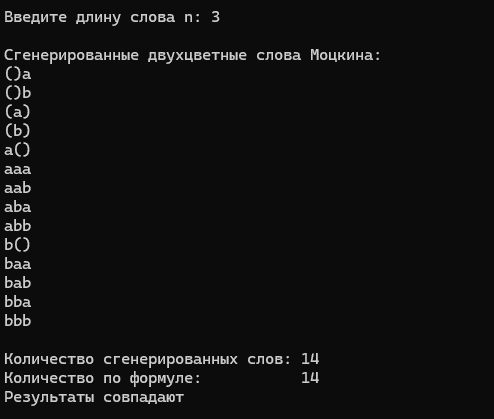 Введите длину слова n: 3
Сгенерированные двухцветные слова Моцкина:
()a
()b
(a)
(b)
a()
aaa
aab
aba
abb
b()
baa
bab
bba
bbb
Количество сгенерированных слов: 14
Количество по формуле:           14
Результаты совпадают